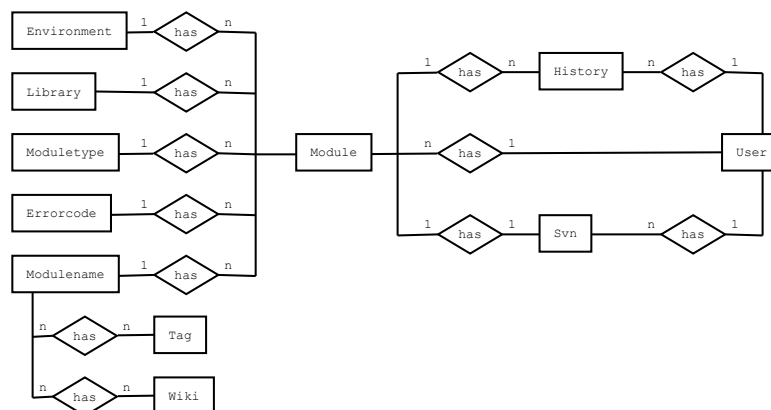 Environment 1 has n
Library 1 has n
1 has n History n has 1
Moduletype 1 has n Module n has 1 User
Errorcode 1 has n
1 has 1 Svn n has 1
Modulename 1 has n
n has n Tag
n has n Wiki